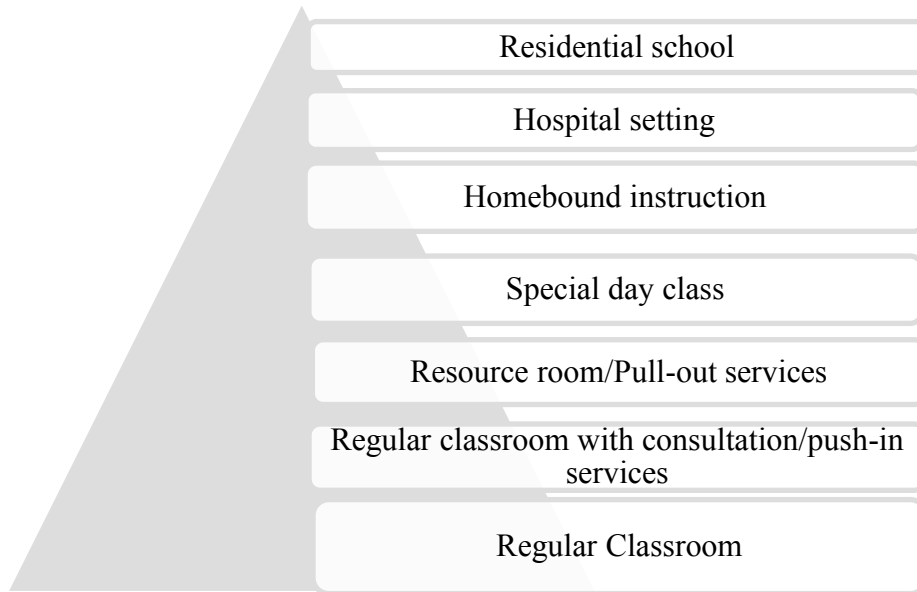 Residential school
Hospital setting
Homebound instruction
Special day class
Resource room/Pull-out services
Regular classroom with consultation/push-in
services
Regular Classroom